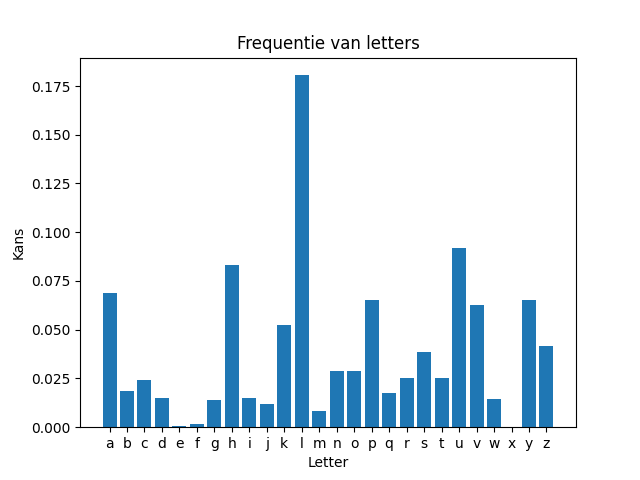 Frequentie van letters
0.175
0.150
0.125
0.100
0.075
0.050
0.025
0.000
Kans
a b c d e f g h i j k l m n o p q r s t u v w x y z
Letter